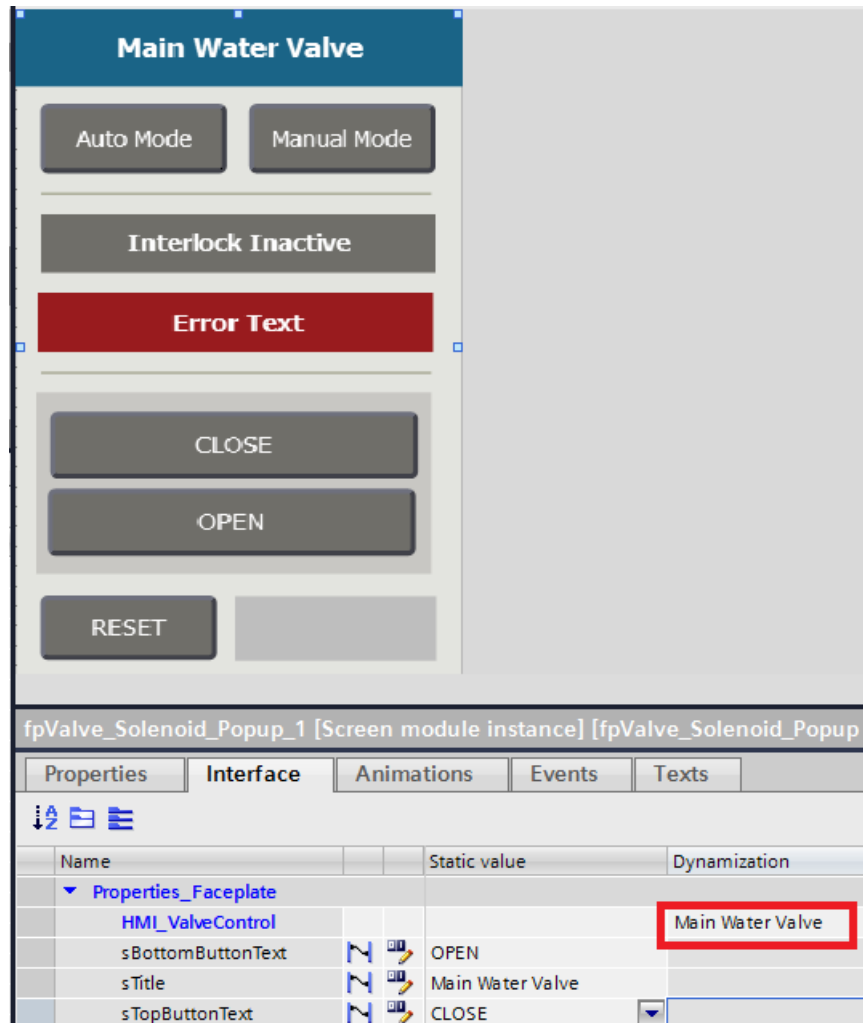 Main Water Valve
Auto Mode Manual Mode
Interlock Inactive
Error Text
CLOSE
OPEN
RESET
fpValve_Solenoid_Popup_1 [Screen module instance] [fpValve_Solenoid_Popup
Properties Interface Animations Events Texts
Name Static value Dynamization
Properties_Faceplate
HMI_ValveControl Main Water Valve
sBottomButtonText OPEN
sTitle Main Water Valve
sTopButtonText CLOSE